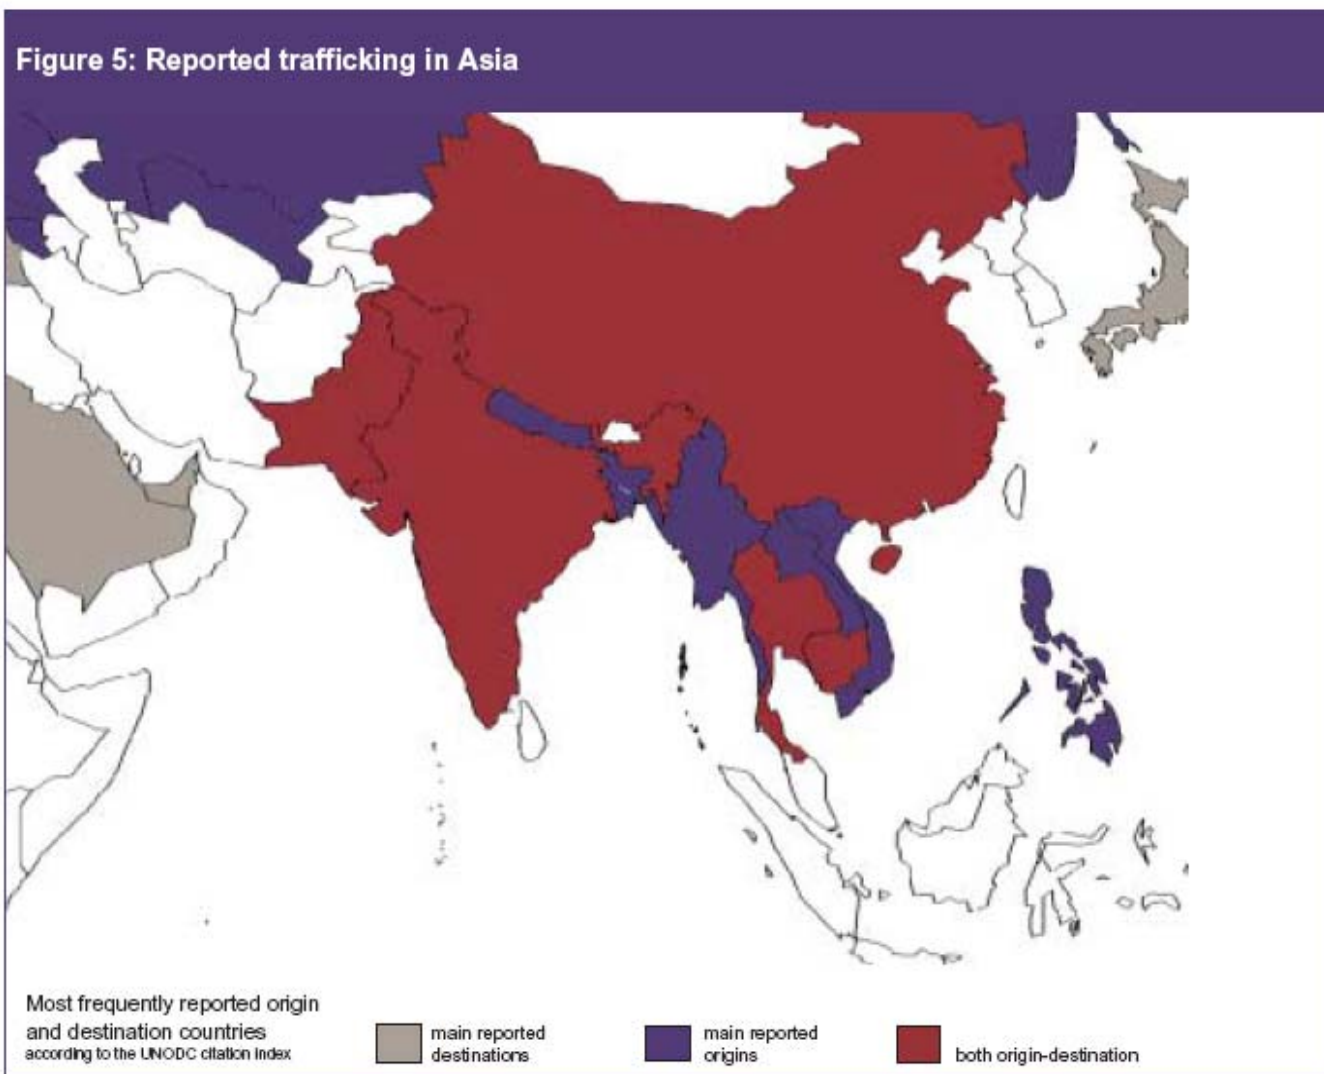 Figure 5: Reported trafficking in Asia
Most frequently reported origin
and destination countries
according to the UNODC citation index
main reported
destinations
main reported
origins
both origin-destination